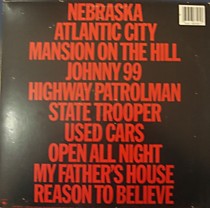 NEBRASKA
ATLANTIC CITY
MANSION ON THE HILL
JOHNNY 99
HIGHWAY PATROLMAN
STATE TROOPER
USED CARS
OPEN ALL NIGHT
MY FATHER'S HOUSE
REASON TO BELIEVE